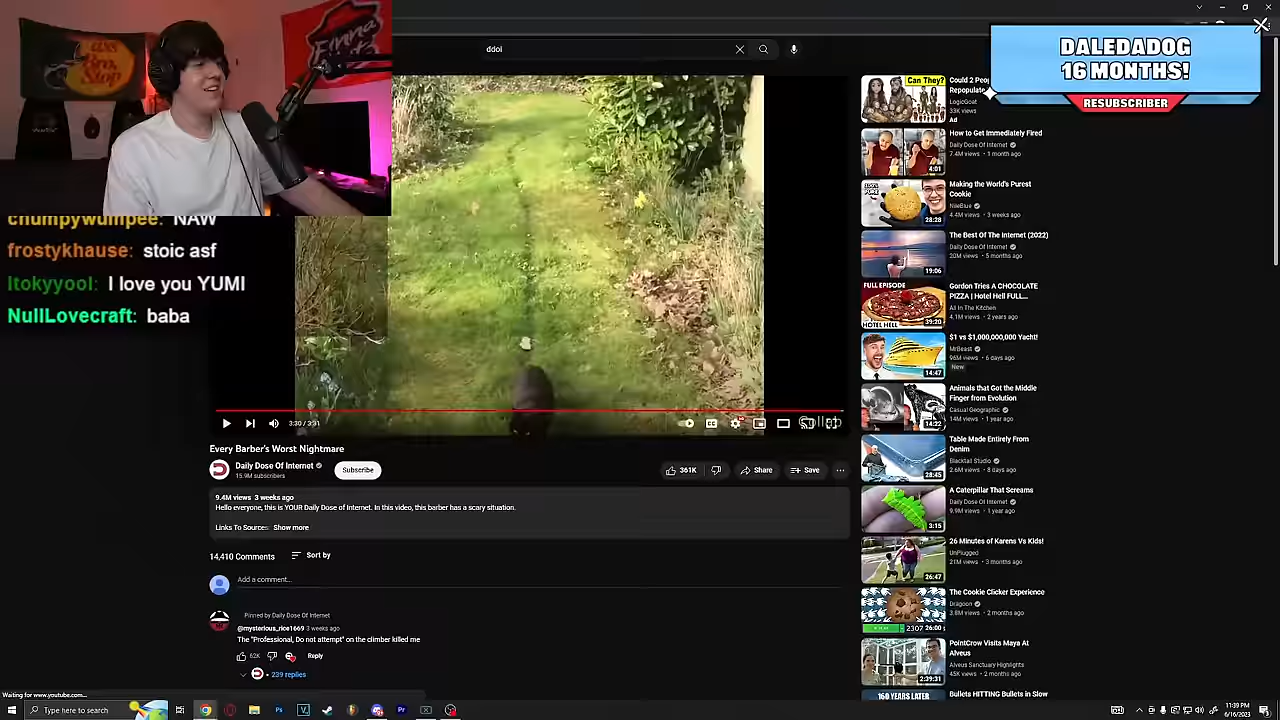 ddoi
DALEDADOG
16 MONTHS!
RESUBSCRIBER
Bass Pro Stop
chumpywumpee: NAW
frostykhause: stoic asf
Itokyyool: I love you YUMI
NullLovecraft: baba
3:30 / 3:31
Every Barber's Worst Nightmare
Daily Dose Of Internet
15.9M subscribers
Subscribe
361K
Share
Save
9.4M views 3 weeks ago
Hello everyone, this is YOUR Daily Dose of Internet. In this video, this barber has a scary situation.
Links To Sources: Show more
14,410 Comments
Sort by
Add a comment...
Pinned by Daily Dose Of Internet
@mysterious_rice1669 3 weeks ago
The "Professional, Do not attempt" on the climber killed me
62K
Reply
239 replies
Can They?
Could 2
Repopulate
LogicGoat
33K views
Ad
How to Get Immediately Fired
Daily Dose Of Internet
7.4M views • 1 month ago
4:01
Making the World's Purest
Cookie
NileBlue
4.4M views • 3 weeks ago
28:28
The Best Of The Internet (2022)
Daily Dose Of Internet
20M views • 5 months ago
19:06
FULL EPISODE
HOTEL HELL
39:20
Gordon Tries A CHOCOLATE
PIZZA | Hotel Hell FULL...
All In The Kitchen
4.1M views • 2 years ago
$1 vs $1,000,000,000 Yacht!
MrBeast
96M views • 6 days ago
New
14:47
Animals that Got the Middle
Finger from Evolution
Casual Geographic
14M views • 1 year ago
14:22
Table Made Entirely From
Denim
Blacktail Studio
2.6M views • 8 days ago
28:45
A Caterpillar That Screams
Daily Dose Of Internet
9.9M views • 1 year ago
3:15
26 Minutes of Karens Vs Kids!
UnPlugged
21M views • 3 months ago
26:47
The Cookie Clicker Experience
Dragoon
3.8M views • 2 months ago
2307 26:00
PointCrow Visits Maya At
Alveus
Alveus Sanctuary Highlights
45K views • 2 months ago
2:39:31
160 YEARS LATER
Bullets HITTING Bullets in Slow
Waiting for www.youtube.com...
Type here to search
11:39 PM
6/16/2023